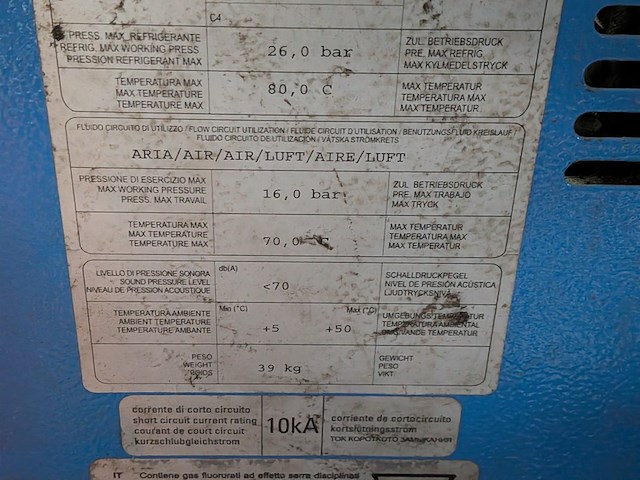 C4
PRESS. MAX. REFRIGERANTE
REFRIG. MAX WORKING PRESS
PRESSION REFRIGERANT MAX
26,0 bar
ZUL. BETRIEBSDRUCK
PRE. MAX REFRIG.
MAX KYLMEDELSTRYCK
TEMPERATURA MAX
MAX TEMPERATURE
TEMPERATURE MAX
80,0 C
MAX TEMPERATUR
TEMPERATURA MAX
MAX TEMPERATUR
FLUIDO CIRCUITO DI UTILIZZO / FLOW CIRCUIT UTILIZATION / FLUIDE CIRCUIT D'UTILISATION / BENUTZUNGSFLUID KREISLAUF
FLUIDO CIRCUITO DE UTILIZACIÓN / VÄTSKA STRÖMKRETS
ARIA/AIR/AIR/LUFT/AIRE/LUFT
PRESSIONE DI ESERCIZIO MAX
MAX WORKING PRESSURE
PRESS. MAX TRAVAIL
16,0 bar
ZUL. BETRIEBSDRUCK
PRE. MAX TRABAJO
MAX TRYCK
TEMPERATURA MAX
MAX TEMPERATURE
TEMPERATURE MAX
70,0 C
MAX TEMPERATUR
TEMPERATURA MAX
MAX TEMPERATUR
LIVELLO DI PRESSIONE SONORA
SOUND PRESSURE LEVEL
NIVEAU DE PRESSION ACOUSTIQUE
db(A)
<70
SCHALLDRUCKPEGEL
NIVEL DE PRESIÓN ACÚSTICA
LJUDTRYCKSNIVÅ
TEMPERATURA AMBIENTE
AMBIENT TEMPERATURE
TEMPERATURE AMBANTE
Min (°C)
+5
Max (°C)
+50
UMGEBUNGSTEMPERATUR
TEMPERATURA AMBIENTAL
OMGIVANDE TEMPERATUR
PESO
WEIGHT
POIDS
39 kg
GEWICHT
PESO
VIKT
corrente di corto circuito
short circuit current rating
courant de court circuit
kurzschlußgleichstrom
10kA
corriente de cortocircuito
kortslutningsström
IT Contiene gas fluorurati ad effetto serra disciplinati